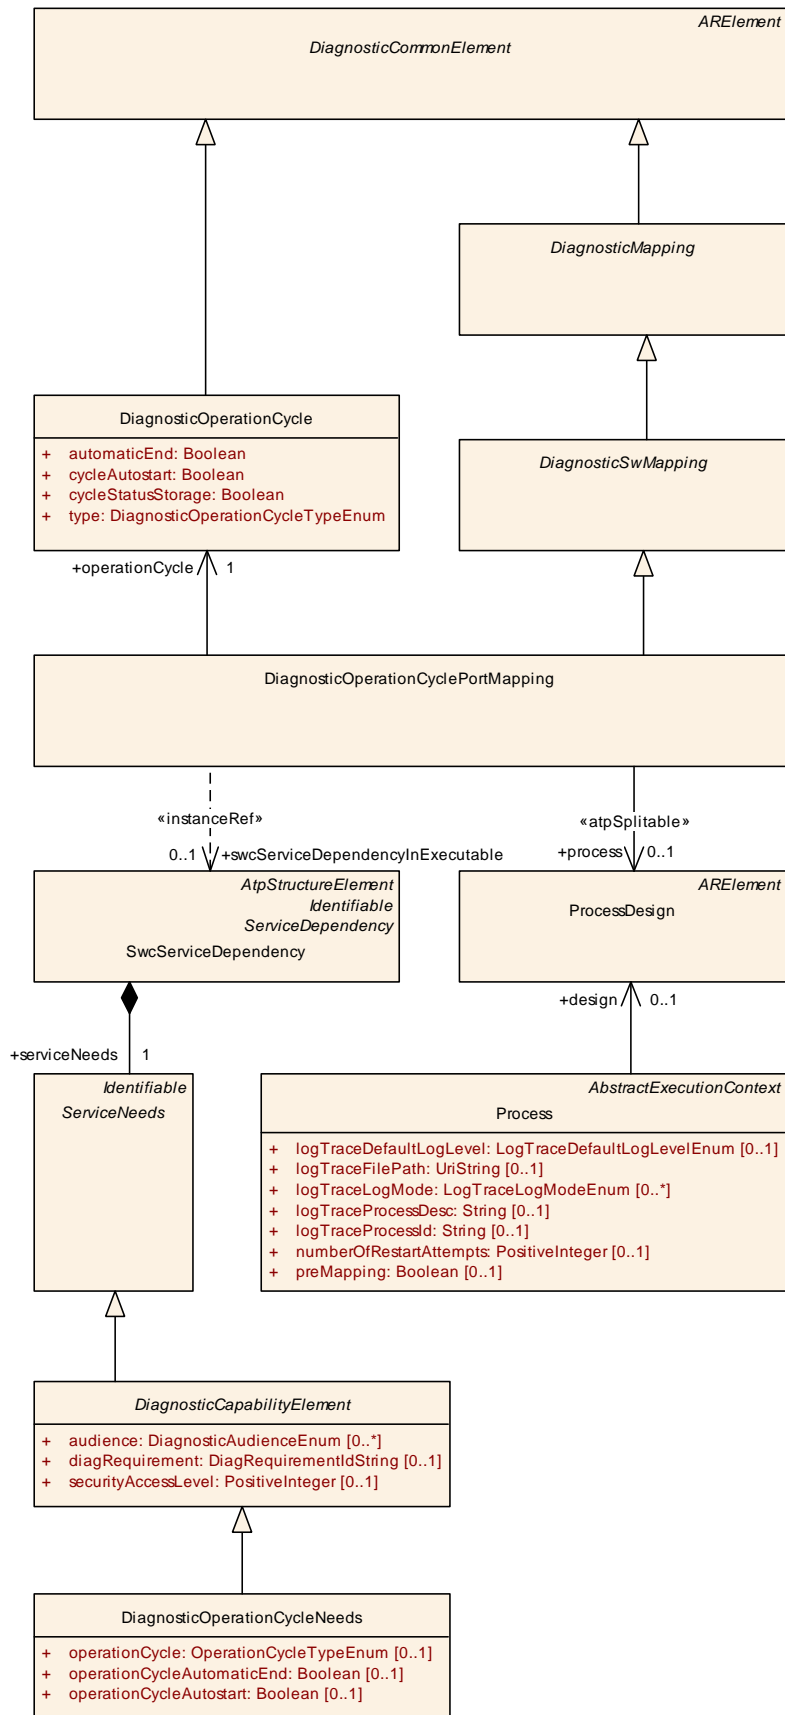 ARElement
DiagnosticCommonElement
DiagnosticMapping
DiagnosticOperationCycle
+ automaticEnd: Boolean
+ cycleAutostart: Boolean
+ cycleStatusStorage: Boolean
+ type: DiagnosticOperationCycleTypeEnum
DiagnosticSwMapping
+operationCycle 1
DiagnosticOperationCyclePortMapping
«instanceRef»
«atpSplitable»
0..1 +swcServiceDependencyInExecutable
+process 0..1
AtpStructureElement
Identifiable
ServiceDependency
SwcServiceDependency
ARElement
ProcessDesign
+design 0..1
+serviceNeeds 1
Identifiable
ServiceNeeds
AbstractExecutionContext
Process
+ logTraceDefaultLogLevel: LogTraceDefaultLogLevelEnum [0..1]
+ logTraceFilePath: UriString [0..1]
+ logTraceLogMode: LogTraceLogModeEnum [0..*]
+ logTraceProcessDesc: String [0..1]
+ logTraceProcessId: String [0..1]
+ numberOfRestartAttempts: PositiveInteger [0..1]
+ preMapping: Boolean [0..1]
DiagnosticCapabilityElement
+ audience: DiagnosticAudienceEnum [0..*]
+ diagRequirement: DiagRequirementIdString [0..1]
+ securityAccessLevel: PositiveInteger [0..1]
DiagnosticOperationCycleNeeds
+ operationCycle: OperationCycleTypeEnum [0..1]
+ operationCycleAutomaticEnd: Boolean [0..1]
+ operationCycleAutostart: Boolean [0..1]